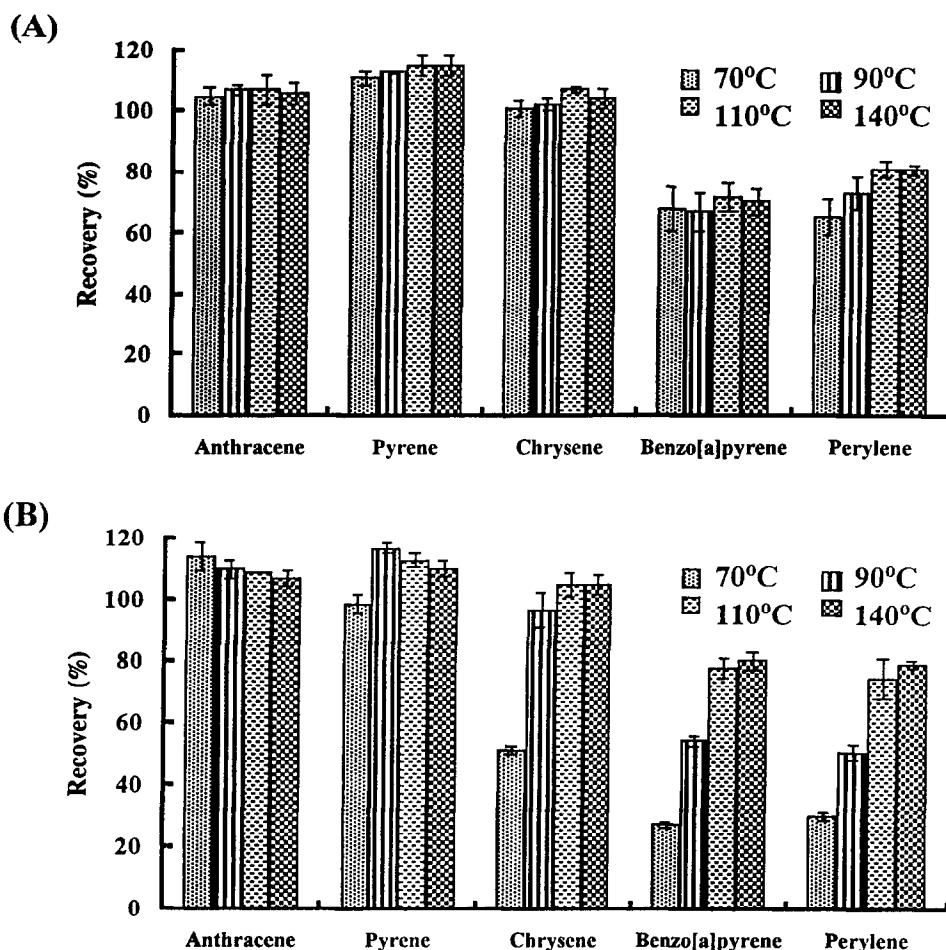 (A)
120
100
80
60
40
20
0
Recovery (%)
70°C 90°C
110°C 140°C
Anthracene Pyrene Chrysene Benzo[a]pyrene Perylene
(B)
120
100
80
60
40
20
0
Recovery (%)
70°C 90°C
110°C 140°C
Anthracene Pyrene Chrysene Benzo[a]pyrene Perylene